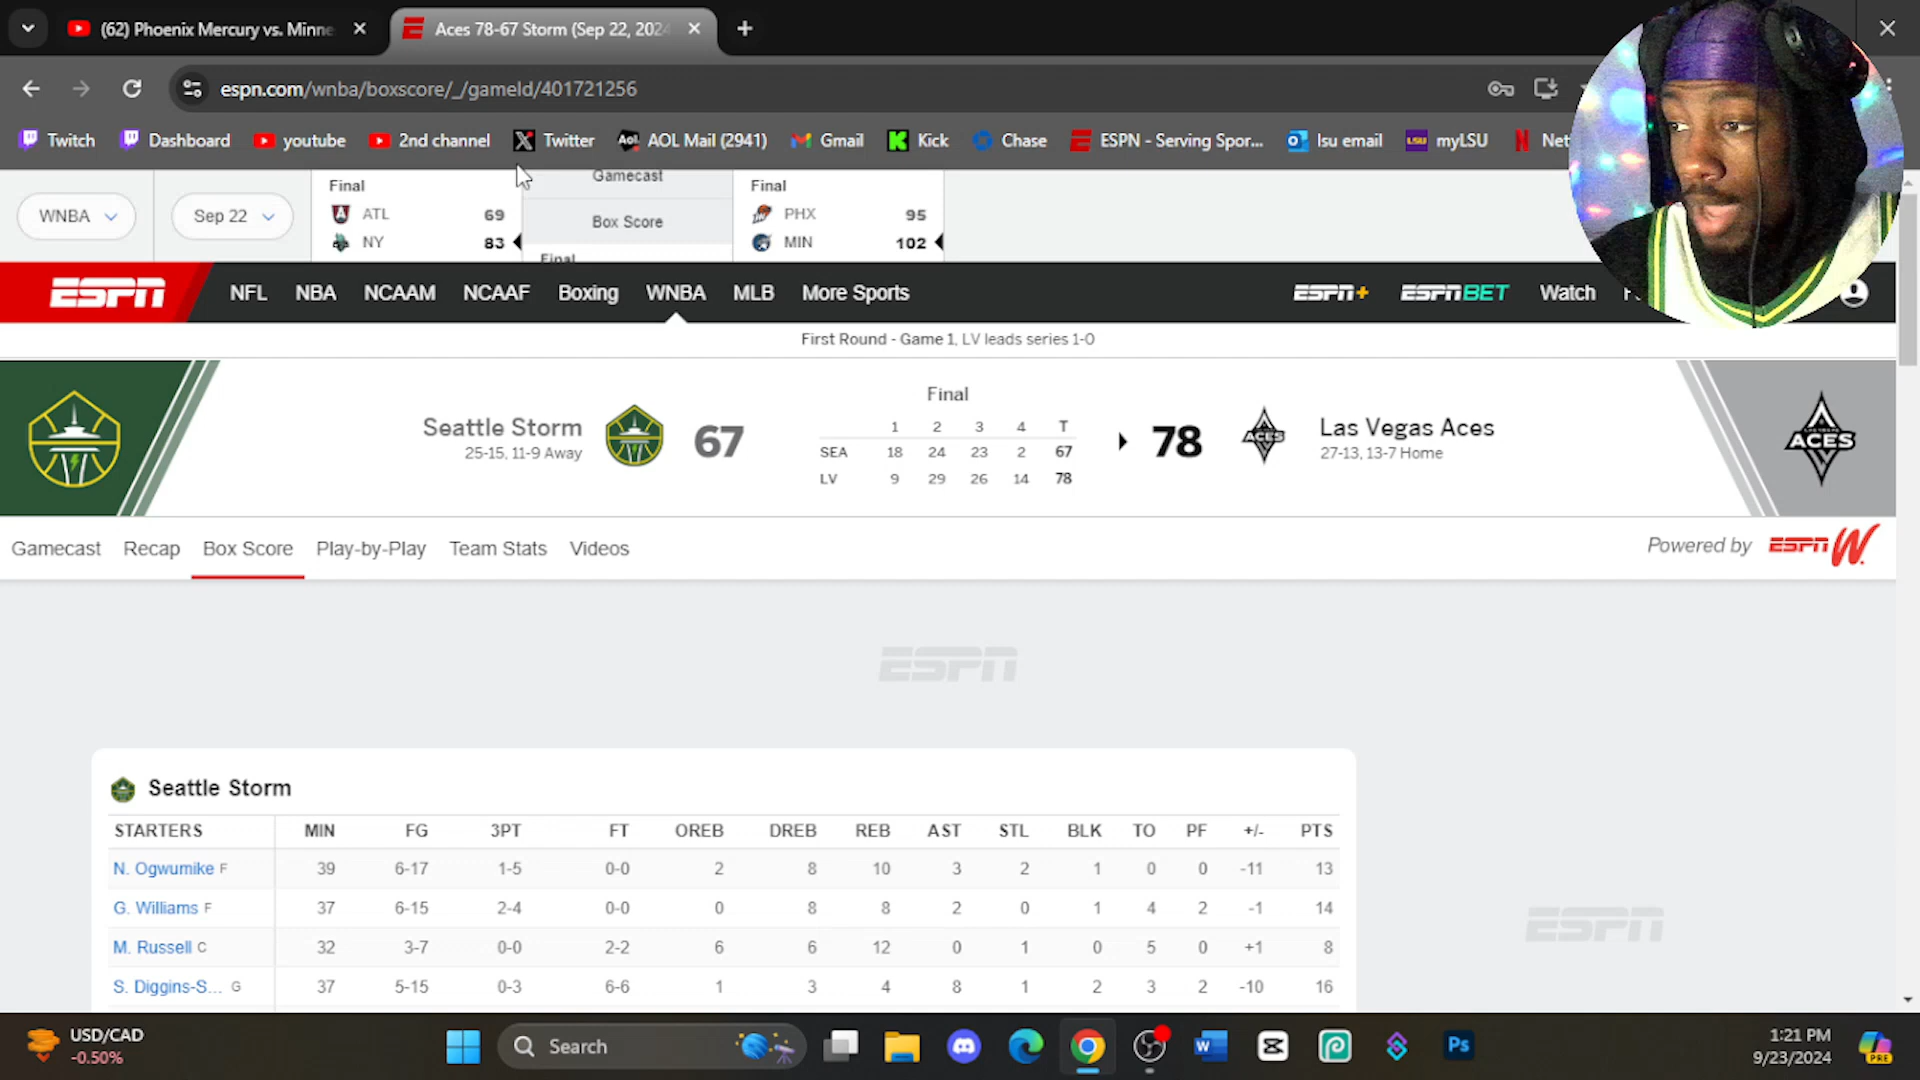 (62) Phoenix Mercury vs. Minne
Aces 78-67 Storm (Sep 22, 2024
espn.com/wnba/boxscore/_/gameId/401721256
Twitch
Dashboard
youtube
2nd channel
Twitter
AOL Mail (2941)
Gmail
Kick
Chase
ESPN - Serving Spor...
lsu email
myLSU
Net
WNBA
Sep 22
Final
ATL 69
NY 83
Gamecast
Box Score
Final
Final
PHX 95
MIN 102
ESPN
NFL
NBA
NCAAM
NCAAF
Boxing
WNBA
MLB
More Sports
ESPN+
ESPN BET
Watch
First Round - Game 1, LV leads series 1-0
Seattle Storm
25-15, 11-9 Away
67
Final
1 2 3 4 T
SEA 18 24 23 2 67
LV 9 29 26 14 78
78
ACES
Las Vegas Aces
27-13, 13-7 Home
ACES
Gamecast
Recap
Box Score
Play-by-Play
Team Stats
Videos
Powered by ESPN W
ESPN
Seattle Storm
STARTERS MIN FG 3PT FT OREB DREB REB AST STL BLK TO PF +/- PTS
N. Ogwumike F 39 6-17 1-5 0-0 2 8 10 3 2 1 0 0 -11 13
G. Williams F 37 6-15 2-4 0-0 0 8 8 2 0 1 4 2 -1 14
M. Russell C 32 3-7 0-0 2-2 6 6 12 0 1 0 5 0 +1 8
S. Diggins-S... G 37 5-15 0-3 6-6 1 3 4 8 1 2 3 2 -10 16
ESPN
USD/CAD
-0.50%
Search
1:21 PM
9/23/2024